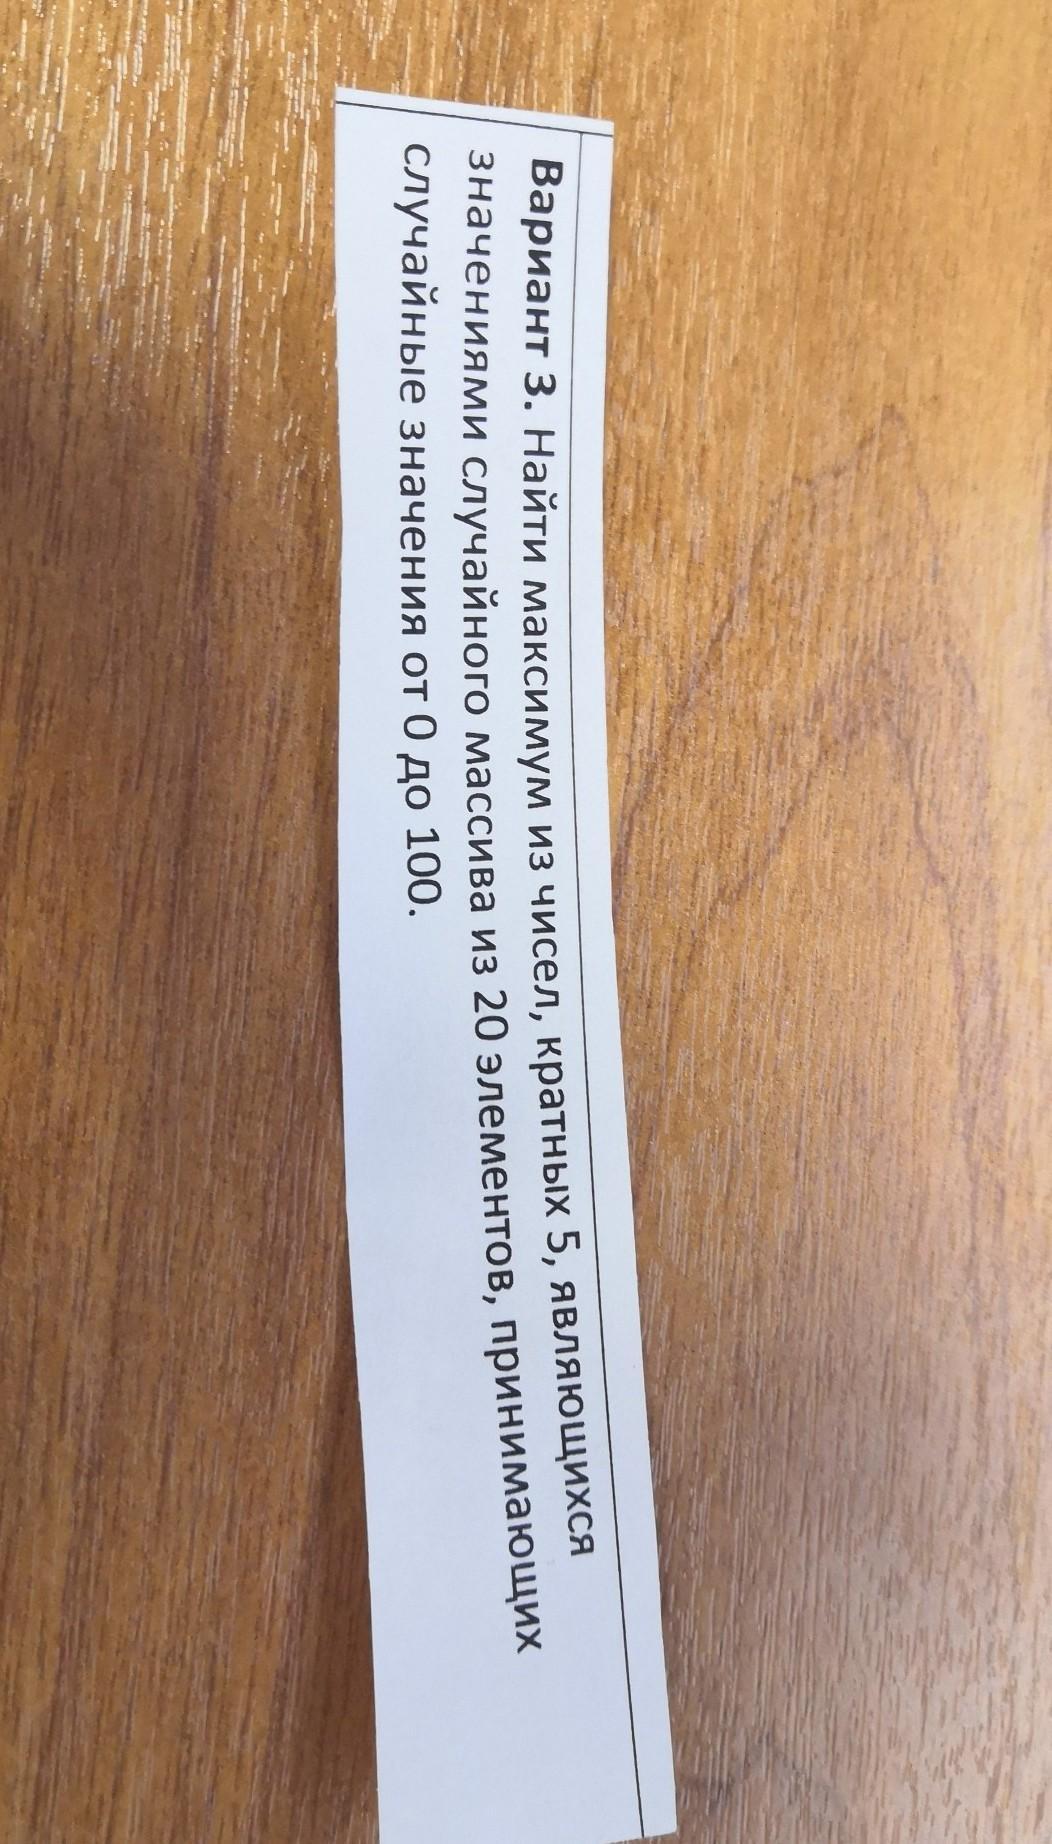 Вариант 3. Найти максимум из чисел, кратных 5, являющихся
значениями случайного массива из 20 элементов, принимающих
случайные значения от 0 до 100.